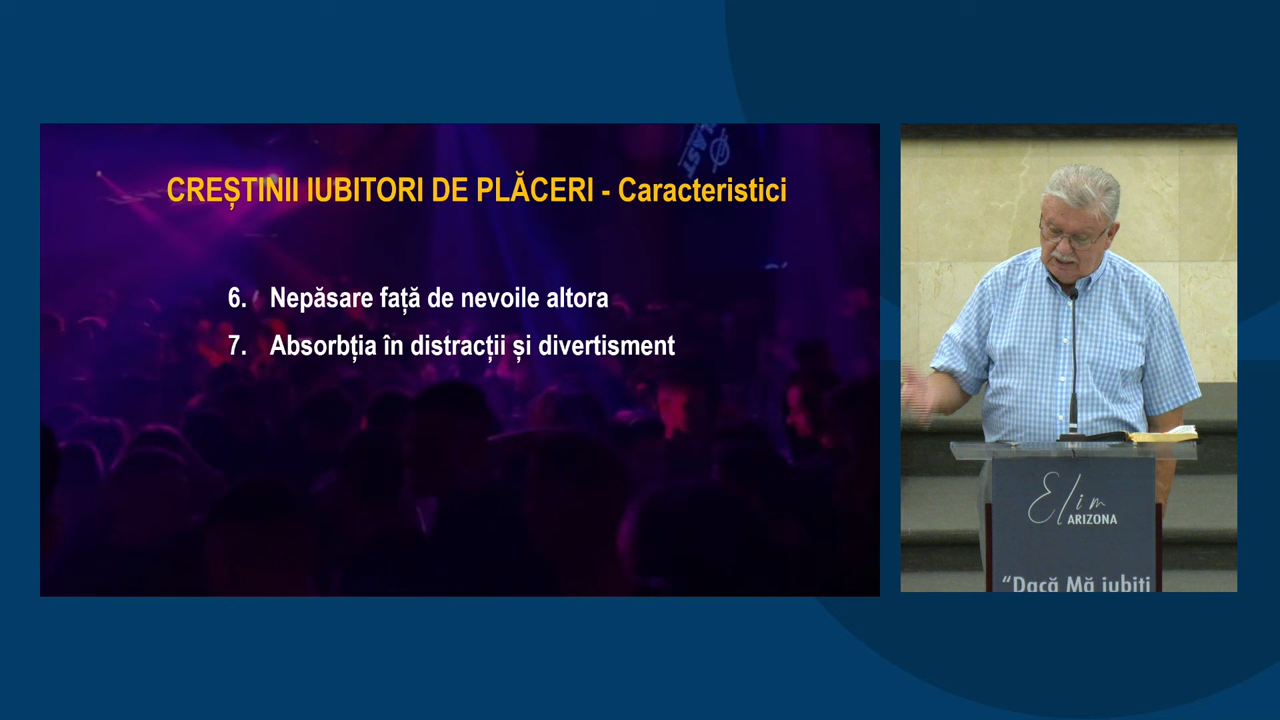 CREȘTINII IUBITORI DE PLĂCERI - Caracteristici
6. Nepăsare față de nevoile altora
7. Absorbția în distracții și divertisment
Elim
ARIZONA
“Dacă Mă iubiți